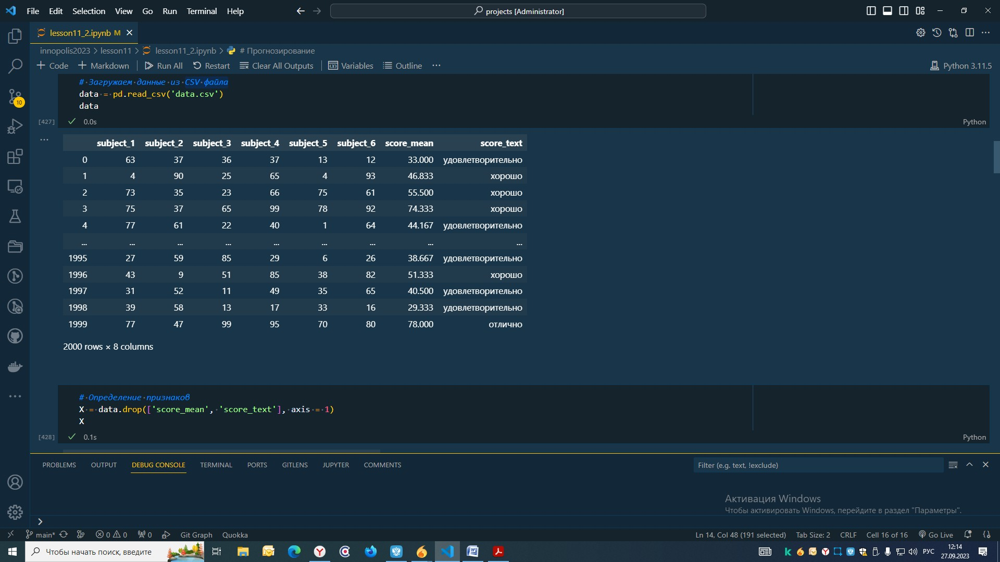 File Edit Selection View Go Run Terminal Help
projects [Administrator]
lesson11_2.ipynb M
innopolis2023 > lesson11 > lesson11_2.ipynb > # Прогнозирование
Code Markdown Run All Restart Clear All Outputs Variables Outline ... Python 3.11.5
# Загружаем данные из CSV файла
data = pd.read_csv('data.csv')
data
[427] 0.0s Python
...
subject_1 subject_2 subject_3 subject_4 subject_5 subject_6 score_mean score_text
0 63 37 36 37 13 12 33.000 удовлетворительно
1 4 90 25 65 4 93 46.833 хорошо
2 73 35 23 66 75 61 55.500 хорошо
3 75 37 65 99 78 92 74.333 хорошо
4 77 61 22 40 1 64 44.167 удовлетворительно
... ... ... ... ... ... ... ... ...
1995 27 59 85 29 6 26 38.667 удовлетворительно
1996 43 9 51 85 38 82 51.333 хорошо
1997 31 52 11 49 35 65 40.500 удовлетворительно
1998 39 58 13 17 33 16 29.333 удовлетворительно
1999 77 47 99 95 70 80 78.000 отлично
2000 rows × 8 columns
# Определение признаков
X = data.drop(['score_mean', 'score_text'], axis = 1)
X
[428] 0.1s Python
10
PROBLEMS OUTPUT DEBUG CONSOLE TERMINAL PORTS GITLENS JUPYTER COMMENTS
Filter (e.g. text, !exclude)
Активация Windows
Чтобы активировать Windows, перейдите в раздел "Параметры".
main* 0 0 0 Git Graph Quokka Ln 14, Col 48 (191 selected) Tab Size: 2 CRLF Cell 16 of 16 Go Live
Чтобы начать поиск, введите
РУС
12:14
27.09.2023